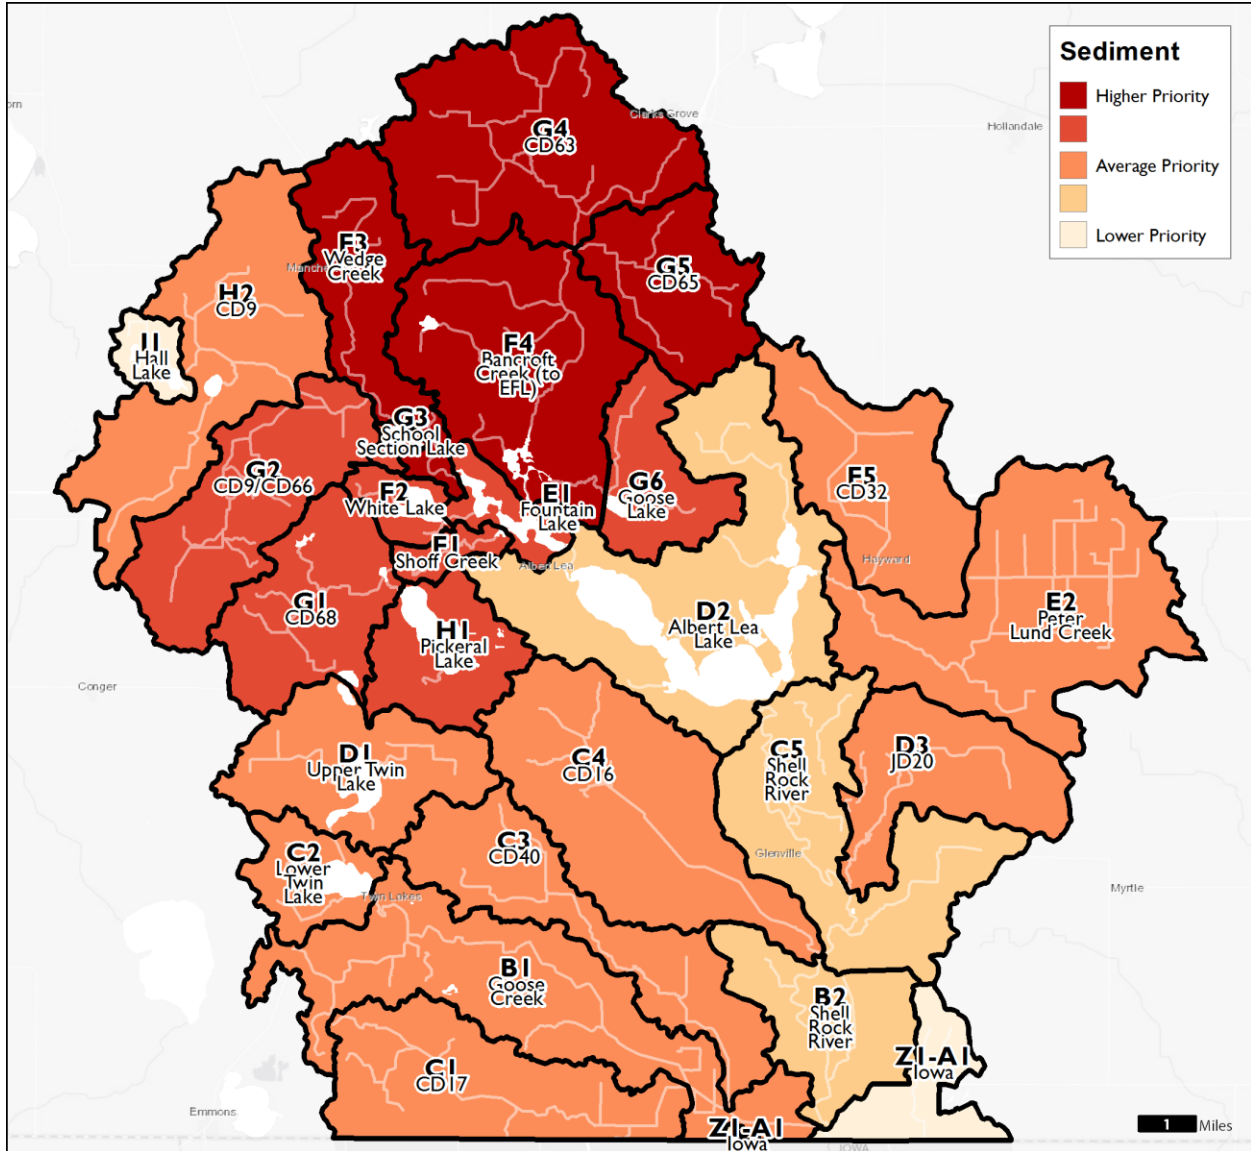 Sediment
Higher Priority
Average Priority
Lower Priority
Clarks Grove
Hollandale
G4
CD63
F3
Wedge
Creek
G5
CD65
H2
CD9
F4
Bancroft
Creek (to
EFL)
I1
Hall
Lake
G3
School
Section Lake
G2
CD9/CD66
F2
White Lake
E1
Fountain
Lake
G6
Goose
Lake
F5
CD32
Hayward
F1
Shoff Creek
Albert Lea
G1
CD68
H1
Pickeral
Lake
D2
Albert Lea
Lake
E2
Peter
Lund Creek
Conger
D1
Upper Twin
Lake
C4
CD16
C5
Shell
Rock
River
D3
JD20
C3
CD40
C2
Lower
Twin
Lake
Glenville
Twin Lakes
Myrtle
B1
Goose
Creek
B2
Shell
Rock
River
Z1-A1
Iowa
C1
CD17
Emmons
Z1-A1
Iowa
1 Miles
IOWA